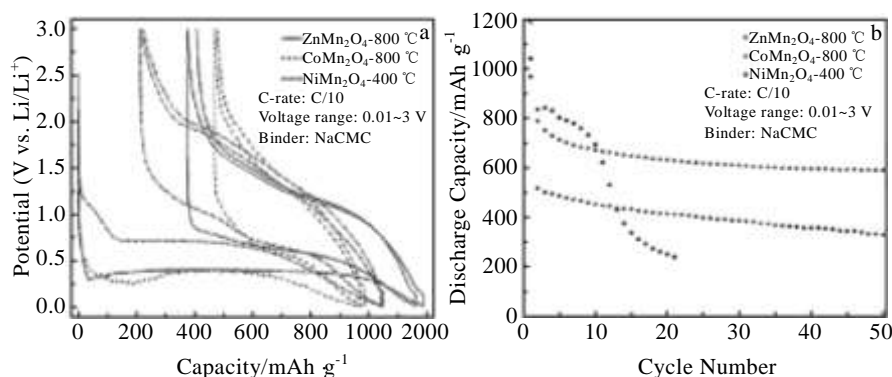 a
3.0
2.5
2.0
1.5
1.0
0.5
0.0
Potential (V vs. Li/Li⁺)
ZnMn₂O₄-800 ℃
CoMn₂O₄-800 ℃
NiMn₂O₄-400 ℃
C-rate: C/10
Voltage range: 0.01~3 V
Binder: NaCMC
0 200 400 600 800 1000 2000
Capacity/mAh g⁻¹
b
1200
1000
800
600
400
200
0
Discharge Capacity/mAh g⁻¹
ZnMn₂O₄-800 ℃
CoMn₂O₄-800 ℃
NiMn₂O₄-400 ℃
C-rate: C/10
Voltage range: 0.01~3 V
Binder: NaCMC
0 10 20 30 40 50
Cycle Number